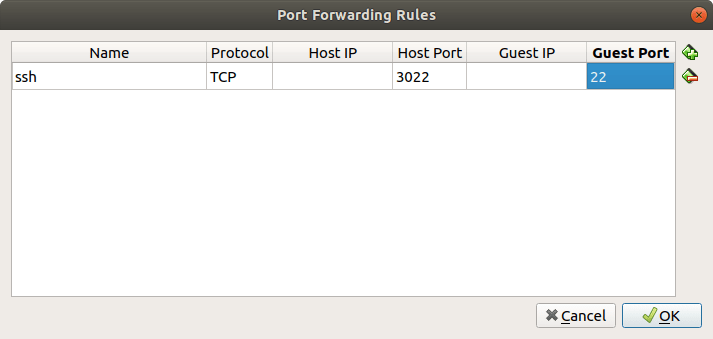 Port Forwarding Rules
Name Protocol Host IP Host Port Guest IP Guest Port
ssh TCP 3022 22
Cancel OK